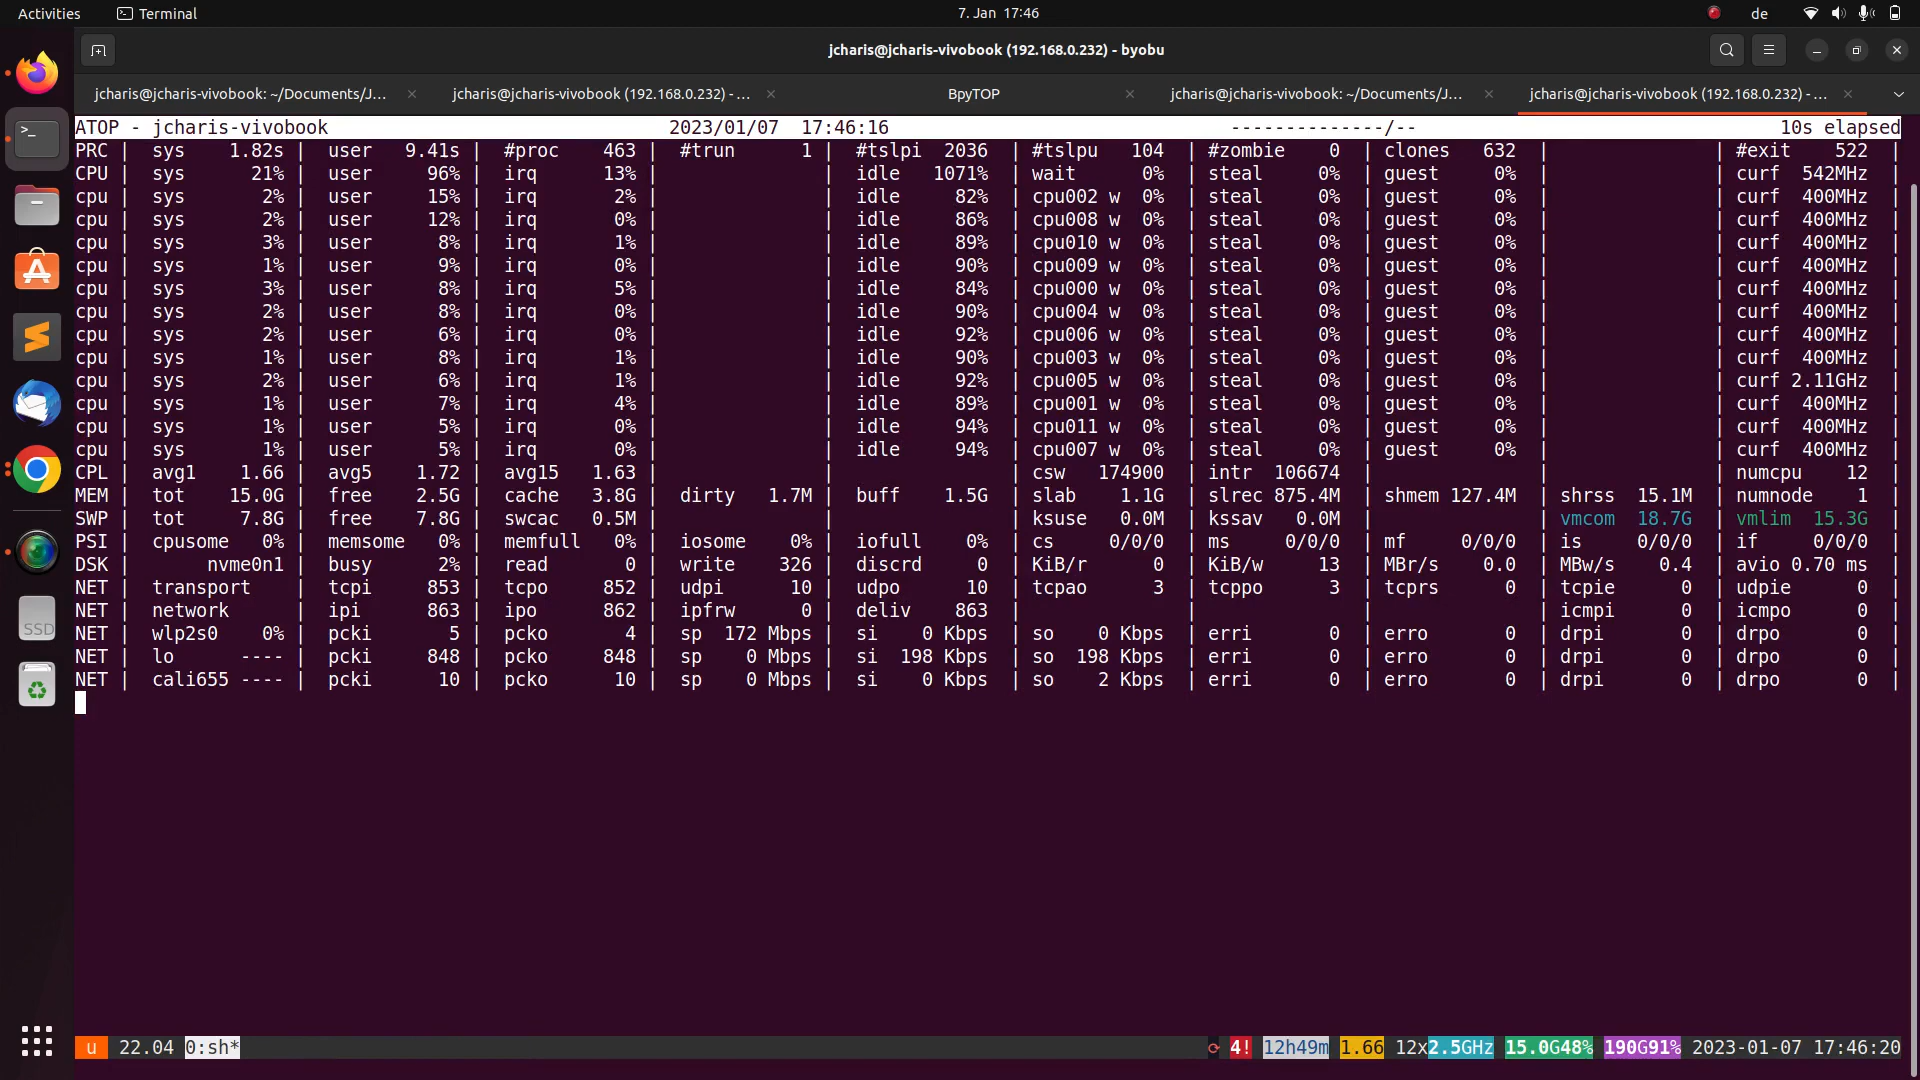 Activities Terminal 7. Jan 17:46 de
jcharis@jcharis-vivobook (192.168.0.232) - byobu
jcharis@jcharis-vivobook: ~/Documents/J... × jcharis@jcharis-vivobook (192.168.0.232) - ... × BpyTOP × jcharis@jcharis-vivobook: ~/Documents/J... × jcharis@jcharis-vivobook (192.168.0.232) - ... ×
ATOP - jcharis-vivobook 2023/01/07 17:46:16 --------------/-- 10s elapsed
PRC | sys 1.82s | user 9.41s | #proc 463 | #trun 1 | #tslpi 2036 | #tslpu 104 | #zombie 0 | clones 632 | | #exit 522 |
CPU | sys 21% | user 96% | irq 13% | | idle 1071% | wait 0% | steal 0% | guest 0% | | curf 542MHz |
cpu | sys 2% | user 15% | irq 2% | | idle 82% | cpu002 w 0% | steal 0% | guest 0% | | curf 400MHz |
cpu | sys 2% | user 12% | irq 0% | | idle 86% | cpu008 w 0% | steal 0% | guest 0% | | curf 400MHz |
cpu | sys 3% | user 8% | irq 1% | | idle 89% | cpu010 w 0% | steal 0% | guest 0% | | curf 400MHz |
cpu | sys 1% | user 9% | irq 0% | | idle 90% | cpu009 w 0% | steal 0% | guest 0% | | curf 400MHz |
cpu | sys 3% | user 8% | irq 5% | | idle 84% | cpu000 w 0% | steal 0% | guest 0% | | curf 400MHz |
cpu | sys 2% | user 8% | irq 0% | | idle 90% | cpu004 w 0% | steal 0% | guest 0% | | curf 400MHz |
cpu | sys 2% | user 6% | irq 0% | | idle 92% | cpu006 w 0% | steal 0% | guest 0% | | curf 400MHz |
cpu | sys 1% | user 8% | irq 1% | | idle 90% | cpu003 w 0% | steal 0% | guest 0% | | curf 400MHz |
cpu | sys 2% | user 6% | irq 1% | | idle 92% | cpu005 w 0% | steal 0% | guest 0% | | curf 2.11GHz |
cpu | sys 1% | user 7% | irq 4% | | idle 89% | cpu001 w 0% | steal 0% | guest 0% | | curf 400MHz |
cpu | sys 1% | user 5% | irq 0% | | idle 94% | cpu011 w 0% | steal 0% | guest 0% | | curf 400MHz |
cpu | sys 1% | user 5% | irq 0% | | idle 94% | cpu007 w 0% | steal 0% | guest 0% | | curf 400MHz |
CPL | avg1 1.66 | avg5 1.72 | avg15 1.63 | | | csw 174900 | intr 106674 | | | numcpu 12 |
MEM | tot 15.0G | free 2.5G | cache 3.8G | dirty 1.7M | buff 1.5G | slab 1.1G | slrec 875.4M | shmem 127.4M | shrss 15.1M | numnode 1 |
SWP | tot 7.8G | free 7.8G | swcac 0.5M | | | ksuse 0.0M | kssav 0.0M | | vmcom 18.7G | vmlim 15.3G |
PSI | cpusome 0% | memsome 0% | memfull 0% | iosome 0% | iofull 0% | cs 0/0/0 | ms 0/0/0 | mf 0/0/0 | is 0/0/0 | if 0/0/0 |
DSK | nvme0n1 | busy 2% | read 0 | write 326 | discrd 0 | KiB/r 0 | KiB/w 13 | MBr/s 0.0 | MBw/s 0.4 | avio 0.70 ms |
NET | transport | tcpi 853 | tcpo 852 | udpi 10 | udpo 10 | tcpao 3 | tcppo 3 | tcprs 0 | tcpie 0 | udpie 0 |
NET | network | ipi 863 | ipo 862 | ipfrw 0 | deliv 863 | | | | icmpi 0 | icmpo 0 |
NET | wlp2s0 0% | pcki 5 | pcko 4 | sp 172 Mbps | si 0 Kbps | so 0 Kbps | erri 0 | erro 0 | drpi 0 | drpo 0 |
NET | lo ---- | pcki 848 | pcko 848 | sp 0 Mbps | si 198 Kbps | so 198 Kbps | erri 0 | erro 0 | drpi 0 | drpo 0 |
NET | cali655 ---- | pcki 10 | pcko 10 | sp 0 Mbps | si 0 Kbps | so 2 Kbps | erri 0 | erro 0 | drpi 0 | drpo 0 |
SSD
u 22.04 0:sh* 4! 12h49m 1.66 12x2.5GHz 15.0G48% 190G91% 2023-01-07 17:46:20